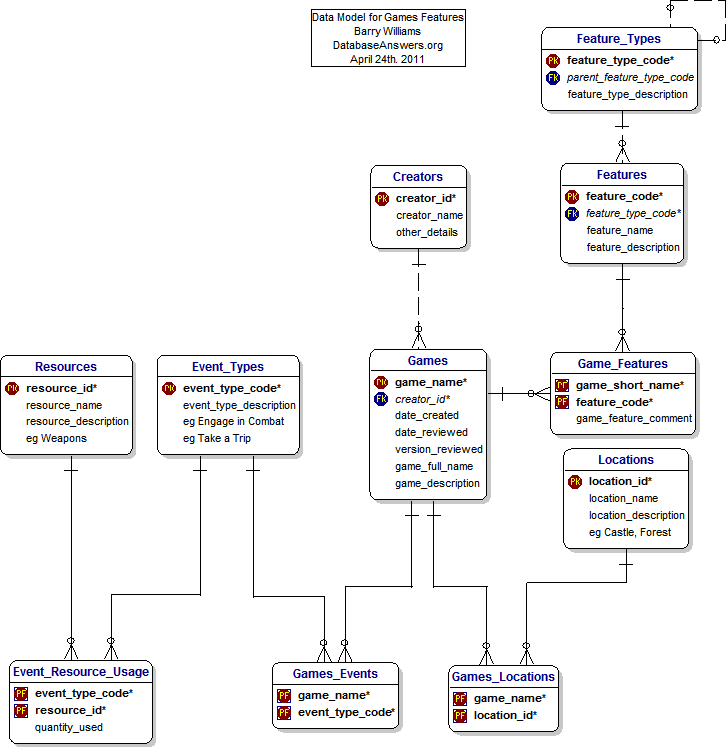 Data Model for Games Features
Barry Williams
DatabaseAnswers.org
April 24th. 2011
Feature_Types
PK feature_type_code*
FK parent_feature_type_code
feature_type_description
Creators
PK creator_id*
creator_name
other_details
Features
PK feature_code*
FK feature_type_code*
feature_name
feature_description
Resources
PK resource_id*
resource_name
resource_description
eg Weapons
Event_Types
PK event_type_code*
event_type_description
eg Engage in Combat
eg Take a Trip
Games
PK game_name*
FK creator_id*
date_created
date_reviewed
version_reviewed
game_full_name
game_description
Game_Features
PF game_short_name*
PF feature_code*
game_feature_comment
Locations
PK location_id*
location_name
location_description
eg Castle, Forest
Event_Resource_Usage
PF event_type_code*
PF resource_id*
quantity_used
Games_Events
PF game_name*
PF event_type_code*
Games_Locations
PF game_name*
PF location_id*